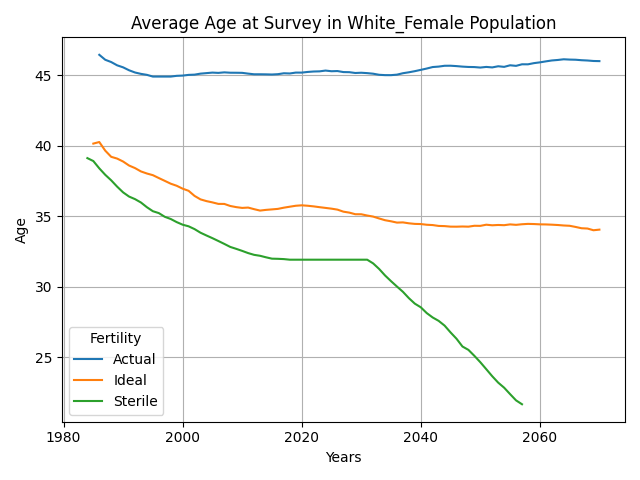 Average Age at Survey in White_Female Population
Age
45
40
35
30
25
Fertility
Actual
Ideal
Sterile
1980
2000
2020
2040
2060
Years